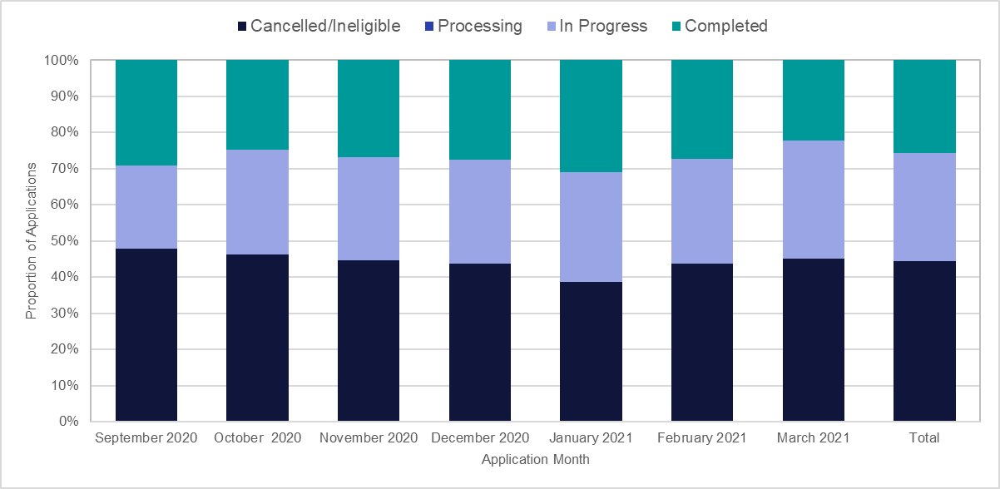 Cancelled/Ineligible Processing In Progress Completed
100%
90%
80%
70%
60%
50%
40%
30%
20%
10%
0%
Proportion of Applications
September 2020 October 2020 November 2020 December 2020 January 2021 February 2021 March 2021 Total
Application Month